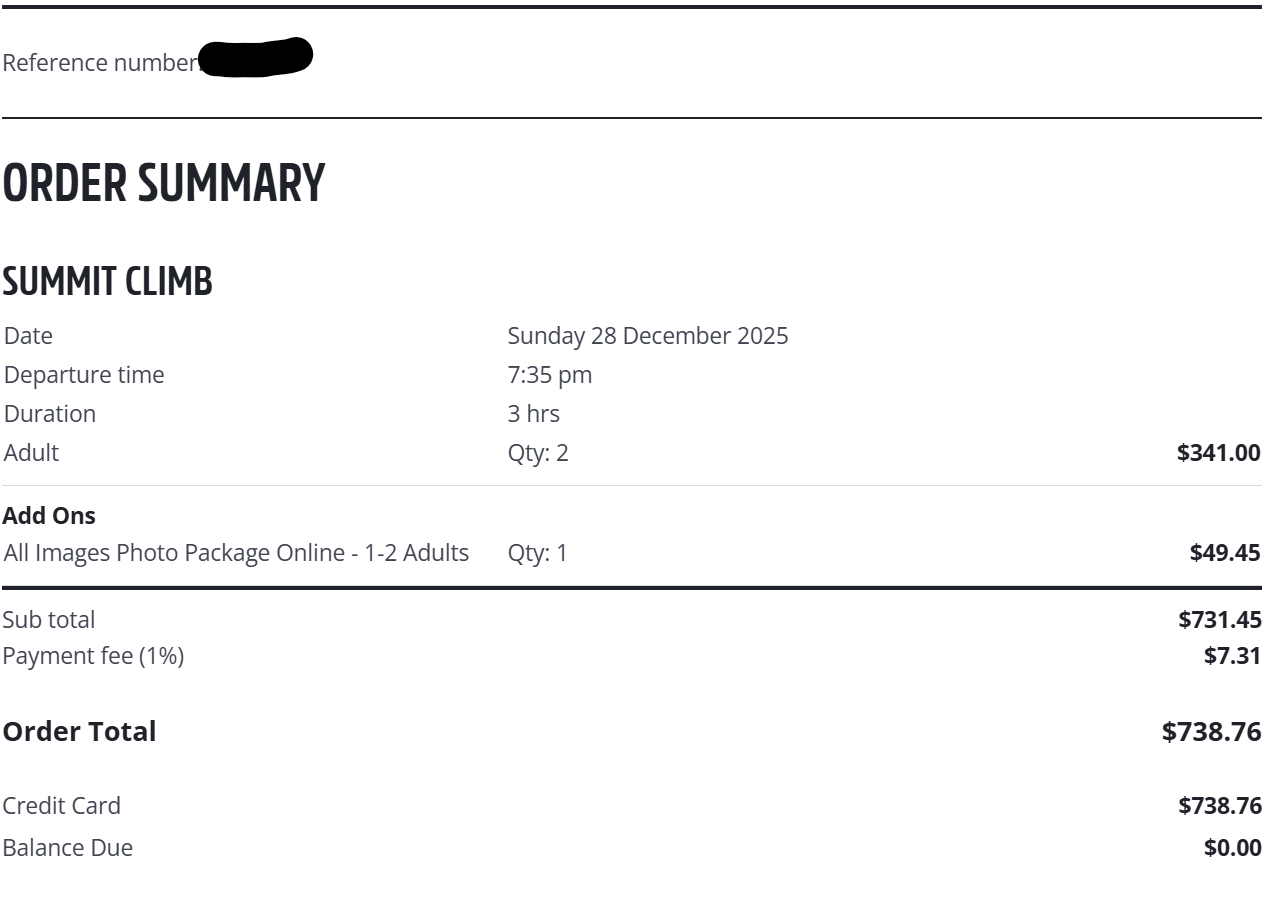 Reference number:
ORDER SUMMARY
SUMMIT CLIMB
Date Sunday 28 December 2025
Departure time 7:35 pm
Duration 3 hrs
Adult Qty: 2 $341.00
Add Ons
All Images Photo Package Online - 1-2 Adults Qty: 1 $49.45
Sub total $731.45
Payment fee (1%) $7.31
Order Total $738.76
Credit Card $738.76
Balance Due $0.00